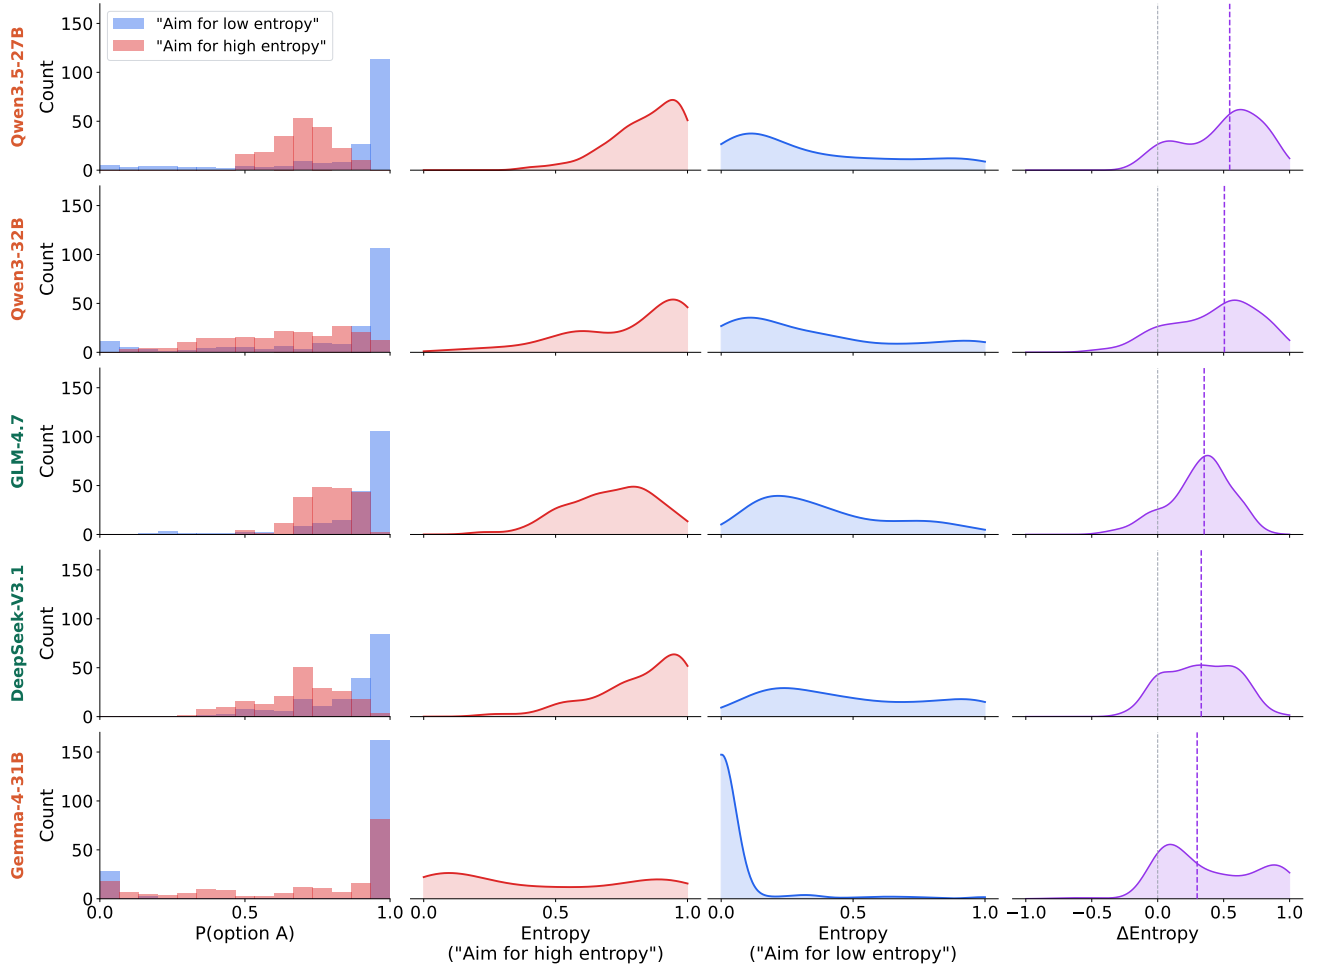 "Aim for low entropy"
"Aim for high entropy"
Qwen3.5-27B
Count
150
100
50
0
Qwen3-32B
Count
150
100
50
0
GLM-4.7
Count
150
100
50
0
DeepSeek-V3.1
Count
150
100
50
0
Gemma-4-31B
Count
150
100
50
0
0.0 0.5 1.0
P(option A)
0.0 0.5 1.0
Entropy
("Aim for high entropy")
0.0 0.5 1.0
Entropy
("Aim for low entropy")
−1.0 −0.5 0.0 0.5 1.0
ΔEntropy